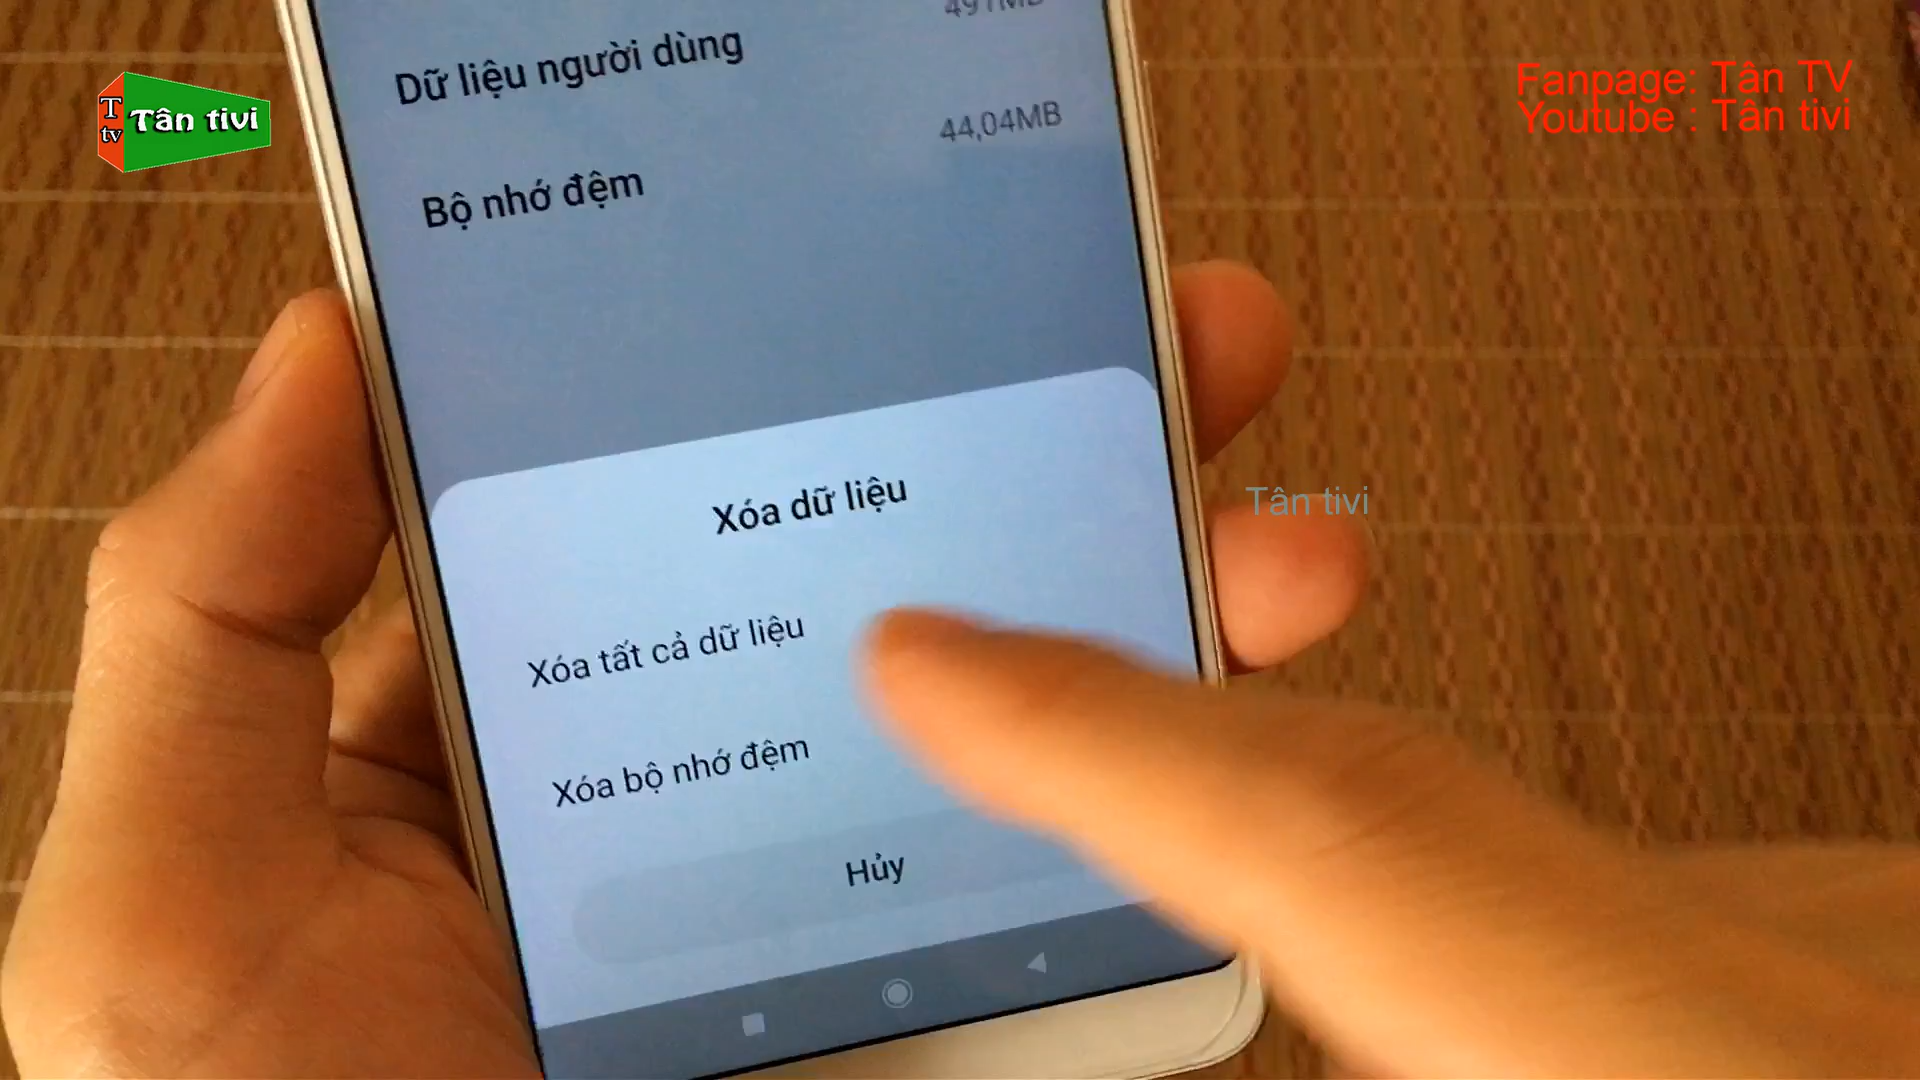 T
tv
Tân tivi
Fanpage: Tân TV
Youtube : Tân tivi
Dữ liệu người dùng
44,04MB
Bộ nhớ đệm
Tân tivi
Xóa dữ liệu
Xóa tất cả dữ liệu
Xóa bộ nhớ đệm
Hủy